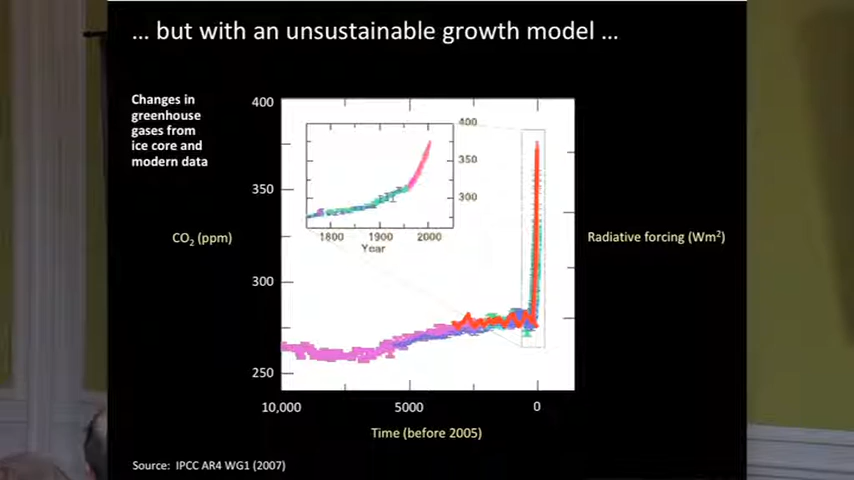 ... but with an unsustainable growth model ...
Changes in
greenhouse
gases from
ice core and
modern data
400
350
300
250
CO₂ (ppm)
400
350
300
1800 1900 2000
Year
Radiative forcing (Wm²)
10,000 5000 0
Time (before 2005)
Source: IPCC AR4 WG1 (2007)